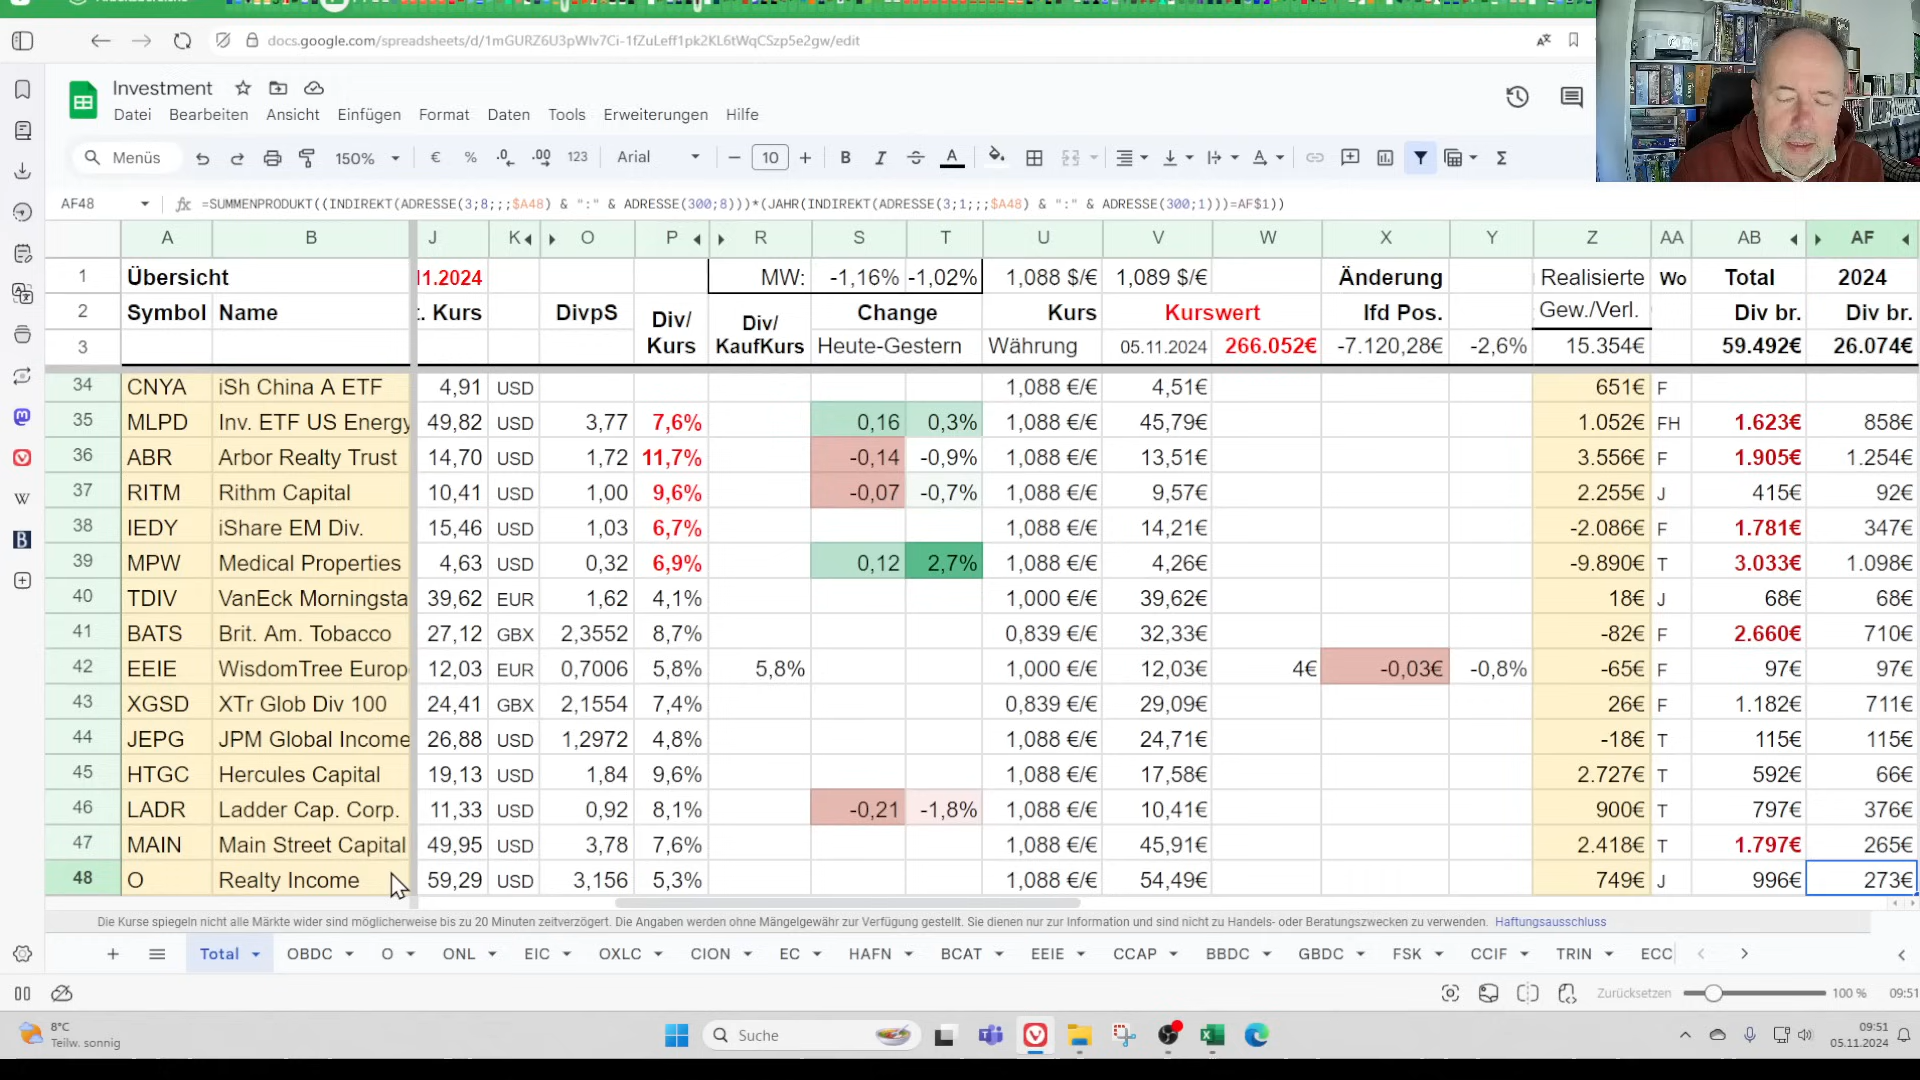 docs.google.com/spreadsheets/d/1mGURZ6U3pWIv7Ci-1fZuLeff1pk2KL6tWqCSzp5e2gw/edit
Investment
Datei Bearbeiten Ansicht Einfügen Format Daten Tools Erweiterungen Hilfe
Menüs 150% € % .0 .00 123 Arial 10 B I A
AF48 fx =SUMMENPRODUKT((INDIREKT(ADRESSE(3;8;;;$A48) & ":" & ADRESSE(300;8)))*(JAHR(INDIREKT(ADRESSE(3;1;;;$A48) & ":" & ADRESSE(300;1)))=AF$1))
A B J K O P R S T U V W X Y Z AA AB AF
1 Übersicht 11.2024 MW: -1,16% -1,02% 1,088 $/€ 1,089 $/€ Änderung Realisierte Wo Total 2024
2 Symbol Name . Kurs DivpS Div/ Div/ Change Kurs Kurswert lfd Pos. Gew./Verl. Div br. Div br.
3 Kurs KaufKurs Heute-Gestern Währung 05.11.2024 266.052€ -7.120,28€ -2,6% 15.354€ 59.492€ 26.074€
34 CNYA iSh China A ETF 4,91 USD 1,088 €/€ 4,51€ 651€ F
35 MLPD Inv. ETF US Energy 49,82 USD 3,77 7,6% 0,16 0,3% 1,088 €/€ 45,79€ 1.052€ FH 1.623€ 858€
36 ABR Arbor Realty Trust 14,70 USD 1,72 11,7% -0,14 -0,9% 1,088 €/€ 13,51€ 3.556€ F 1.905€ 1.254€
37 RITM Rithm Capital 10,41 USD 1,00 9,6% -0,07 -0,7% 1,088 €/€ 9,57€ 2.255€ J 415€ 92€
38 IEDY iShare EM Div. 15,46 USD 1,03 6,7% 1,088 €/€ 14,21€ -2.086€ F 1.781€ 347€
39 MPW Medical Properties 4,63 USD 0,32 6,9% 0,12 2,7% 1,088 €/€ 4,26€ -9.890€ T 3.033€ 1.098€
40 TDIV VanEck Morningsta 39,62 EUR 1,62 4,1% 1,000 €/€ 39,62€ 18€ J 68€ 68€
41 BATS Brit. Am. Tobacco 27,12 GBX 2,3552 8,7% 0,839 €/€ 32,33€ -82€ F 2.660€ 710€
42 EEIE WisdomTree Europ 12,03 EUR 0,7006 5,8% 5,8% 1,000 €/€ 12,03€ 4€ -0,03€ -0,8% -65€ F 97€ 97€
43 XGSD XTr Glob Div 100 24,41 GBX 2,1554 7,4% 0,839 €/€ 29,09€ 26€ F 1.182€ 711€
44 JEPG JPM Global Income 26,88 USD 1,2972 4,8% 1,088 €/€ 24,71€ -18€ T 115€ 115€
45 HTGC Hercules Capital 19,13 USD 1,84 9,6% 1,088 €/€ 17,58€ 2.727€ T 592€ 66€
46 LADR Ladder Cap. Corp. 11,33 USD 0,92 8,1% -0,21 -1,8% 1,088 €/€ 10,41€ 900€ T 797€ 376€
47 MAIN Main Street Capital 49,95 USD 3,78 7,6% 1,088 €/€ 45,91€ 2.418€ T 1.797€ 265€
48 O Realty Income 59,29 USD 3,156 5,3% 1,088 €/€ 54,49€ 749€ J 996€ 273€
Die Kurse spiegeln nicht alle Märkte wider sind möglicherweise bis zu 20 Minuten zeitverzögert. Die Angaben werden ohne Mängelgewähr zur Verfügung gestellt. Sie dienen nur zur Information und sind nicht zu Handels- oder Beratungszwecken zu verwenden. Haftungsausschluss
Total OBDC O ONL EIC OXLC CION EC HAFN BCAT EEIE CCAP BBDC GBDC FSK CCIF TRIN ECC
Zurücksetzen 100 % 09:51
8°C
Teilw. sonnig
Suche
09:51
05.11.2024